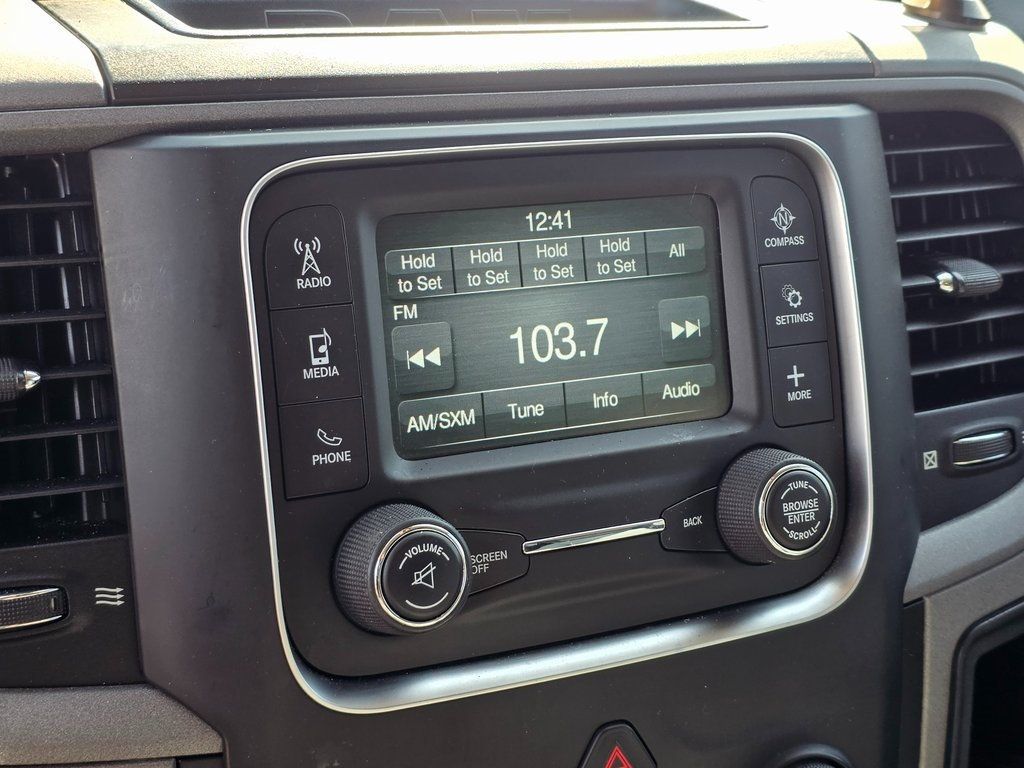 RAM
12:41
Hold to Set Hold to Set Hold to Set Hold to Set All
FM
103.7
AM/SXM Tune Info Audio
RADIO
MEDIA
PHONE
N
COMPASS
SETTINGS
MORE
VOLUME
SCREEN
OFF
BACK
TUNE
BROWSE
ENTER
SCROLL